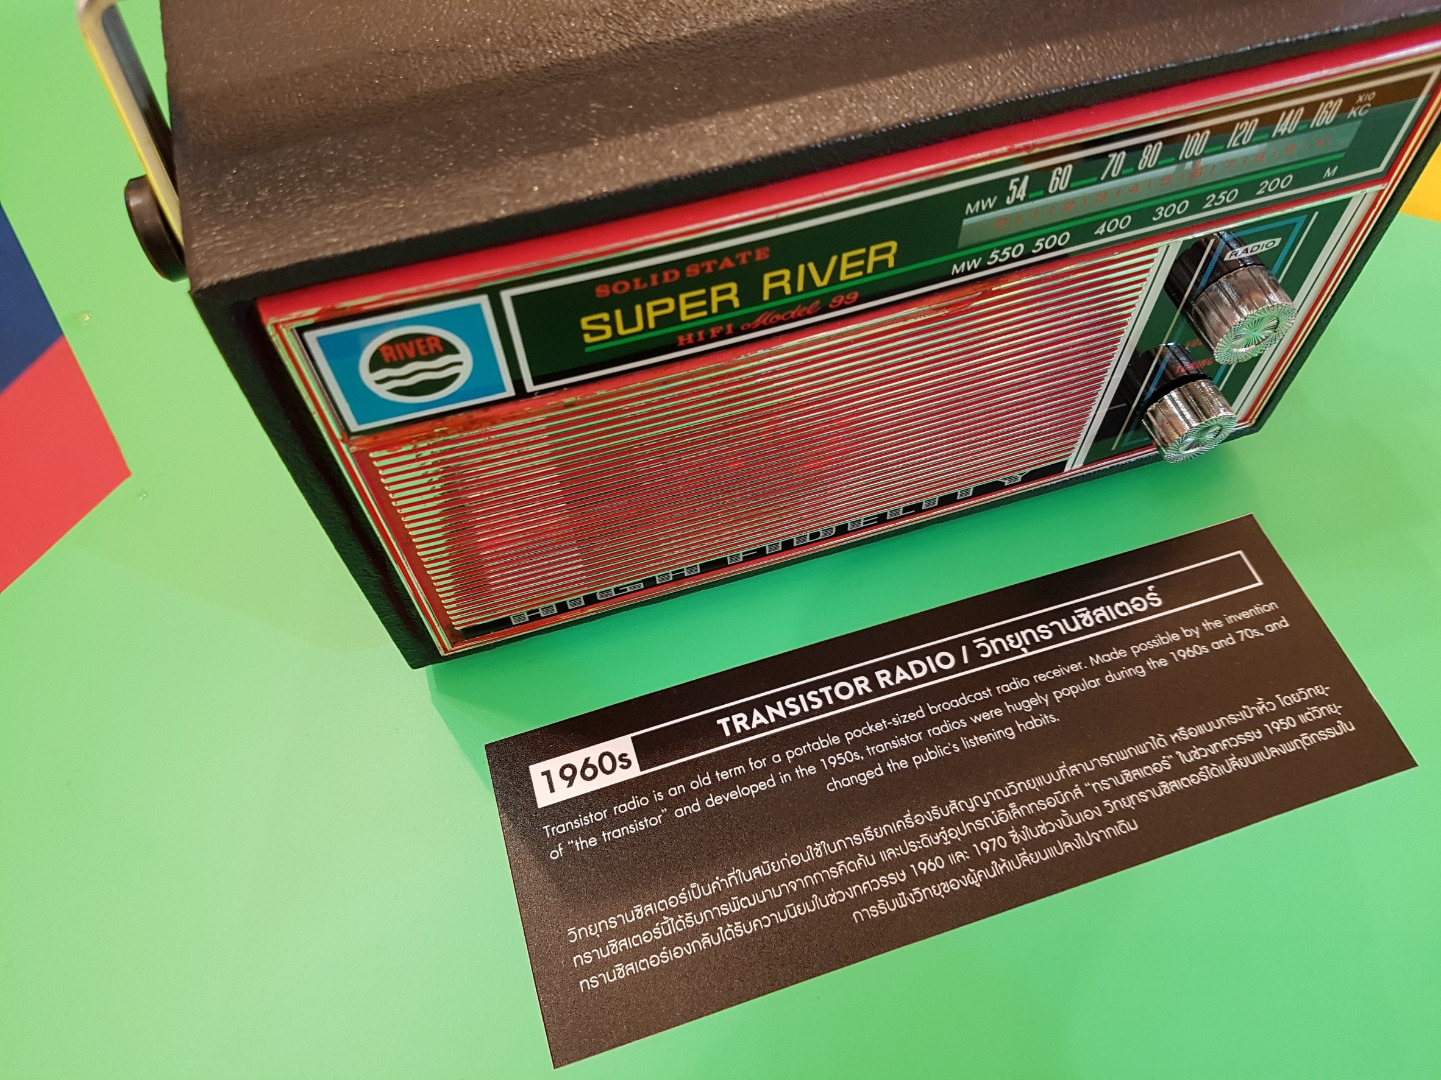 RIVER
SOLID STATE
SUPER RIVER
HIFI Model 99
MW 54 60 70 80 100 120 140 160 X10 KC
MW 550 500 400 300 250 200 M
RADIO
HIGH FIDELITY
1960s
TRANSISTOR RADIO / วิทยุทรานซิสเตอร์
Transistor radio is an old term for a portable pocket-sized broadcast radio receiver. Made possible by the invention
of “the transistor” and developed in the 1950s, transistor radios were hugely popular during the 1960s and 70s, and
changed the public's listening habits.
วิทยุทรานซิสเตอร์เป็นคำที่ในสมัยก่อนใช้ในการเรียกเครื่องรับสัญญาณวิทยุแบบที่สามารถพกพาได้ หรือแบบกระเป๋าหิ้ว โดยวิทยุ-
ทรานซิสเตอร์นี้ได้รับการพัฒนามาจากการคิดค้น และประดิษฐ์อุปกรณ์อิเล็กทรอนิกส์ “ทรานซิสเตอร์” ในช่วงทศวรรษ 1950 แต่วิทยุ-
ทรานซิสเตอร์เองกลับได้รับความนิยมในช่วงทศวรรษ 1960 และ 1970 ซึ่งในช่วงนั้นเอง วิทยุทรานซิสเตอร์ได้เปลี่ยนแปลงพฤติกรรมใน
การรับฟังวิทยุของผู้คนให้เปลี่ยนแปลงไปจากเดิม